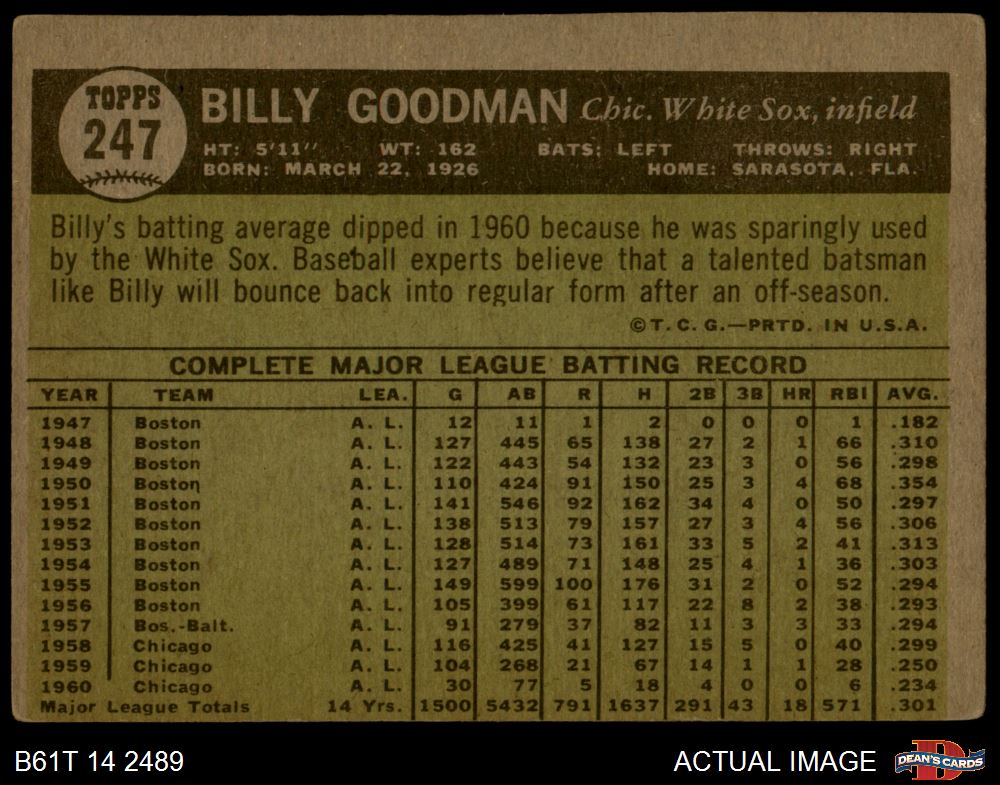 TOPPS
247
BILLY GOODMAN Chic. White Sox, infield
HT: 5'11" WT: 162 BATS: LEFT THROWS: RIGHT
BORN: MARCH 22, 1926 HOME: SARASOTA, FLA.
Billy's batting average dipped in 1960 because he was sparingly used
by the White Sox. Baseball experts believe that a talented batsman
like Billy will bounce back into regular form after an off-season.
©T. C. G.—PRTD. IN U.S.A.
COMPLETE MAJOR LEAGUE BATTING RECORD
YEAR TEAM LEA. G AB R H 2B 3B HR RBI AVG.
1947 Boston A. L. 12 11 1 2 0 0 0 1 .182
1948 Boston A. L. 127 445 65 138 27 2 1 66 .310
1949 Boston A. L. 122 443 54 132 23 3 0 56 .298
1950 Boston A. L. 110 424 91 150 25 3 4 68 .354
1951 Boston A. L. 141 546 92 162 34 4 0 50 .297
1952 Boston A. L. 138 513 79 157 27 3 4 56 .306
1953 Boston A. L. 128 514 73 161 33 5 2 41 .313
1954 Boston A. L. 127 489 71 148 25 4 1 36 .303
1955 Boston A. L. 149 599 100 176 31 2 0 52 .294
1956 Boston A. L. 105 399 61 117 22 8 2 38 .293
1957 Bos.-Balt. A. L. 91 279 37 82 11 3 3 33 .294
1958 Chicago A. L. 116 425 41 127 15 5 0 40 .299
1959 Chicago A. L. 104 268 21 67 14 1 1 28 .250
1960 Chicago A. L. 30 77 5 18 4 0 0 6 .234
Major League Totals 14 Yrs. 1500 5432 791 1637 291 43 18 571 .301
B61T 14 2489 ACTUAL IMAGE DEAN'S CARDS